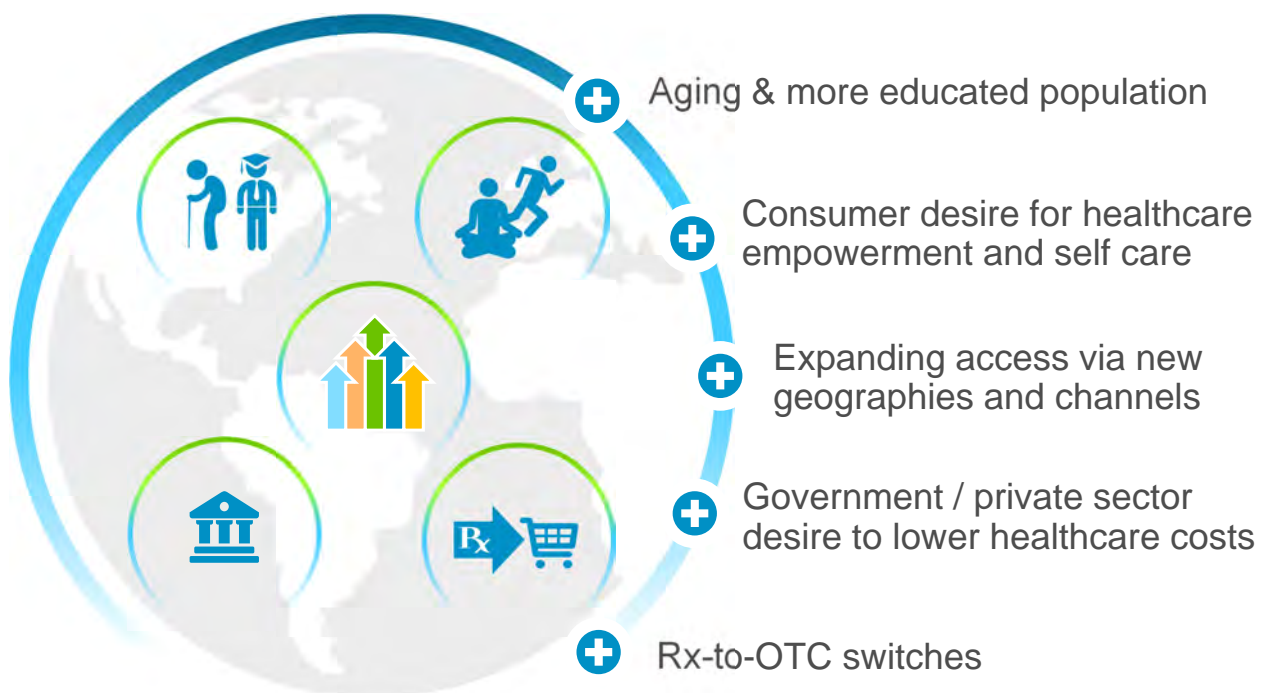 Aging & more educated population
Consumer desire for healthcare
empowerment and self care
Expanding access via new
geographies and channels
Government / private sector
desire to lower healthcare costs
Rx
Rx-to-OTC switches